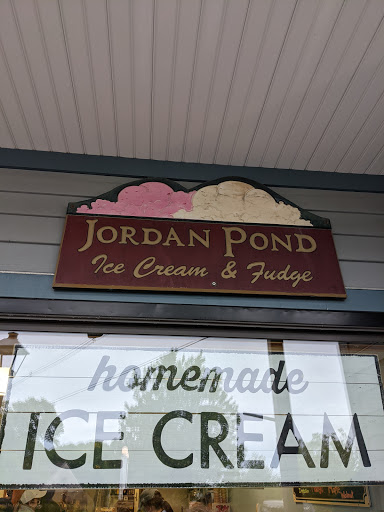 JORDAN POND
Ice Cream & Fudge
homemade
ICE CREAM